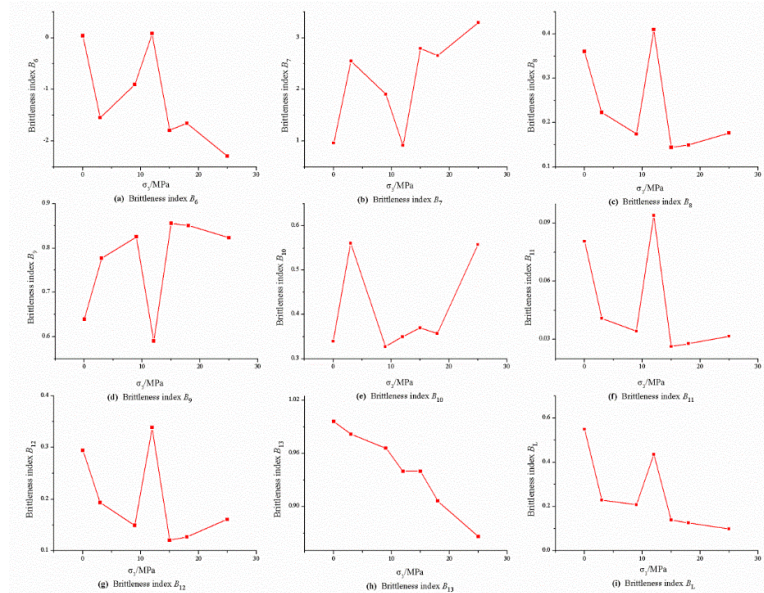 Brittleness index B6
0
-1
-2
0 10 20 30
σ3/MPa
(a) Brittleness index B6
Brittleness index B7
3
2
1
0 10 20 30
σ3/MPa
(b) Brittleness index B7
Brittleness index B8
0.4
0.3
0.2
0.1
0 10 20 30
σ3/MPa
(c) Brittleness index B8
Brittleness index B9
0.9
0.8
0.7
0.6
0 10 20 30
σ3/MPa
(d) Brittleness index B9
Brittleness index B10
0.6
0.5
0.4
0.3
0 10 20 30
σ3/MPa
(e) Brittleness index B10
Brittleness index B11
0.09
0.06
0.03
0 10 20 30
σ3/MPa
(f) Brittleness index B11
Brittleness index B12
0.4
0.3
0.2
0.1
0 10 20 30
σ3/MPa
(g) Brittleness index B12
Brittleness index B13
1.02
0.96
0.90
0 10 20 30
σ3/MPa
(h) Brittleness index B13
Brittleness index BL
0.6
0.4
0.2
0.0
0 10 20 30
σ3/MPa
(i) Brittleness index BL